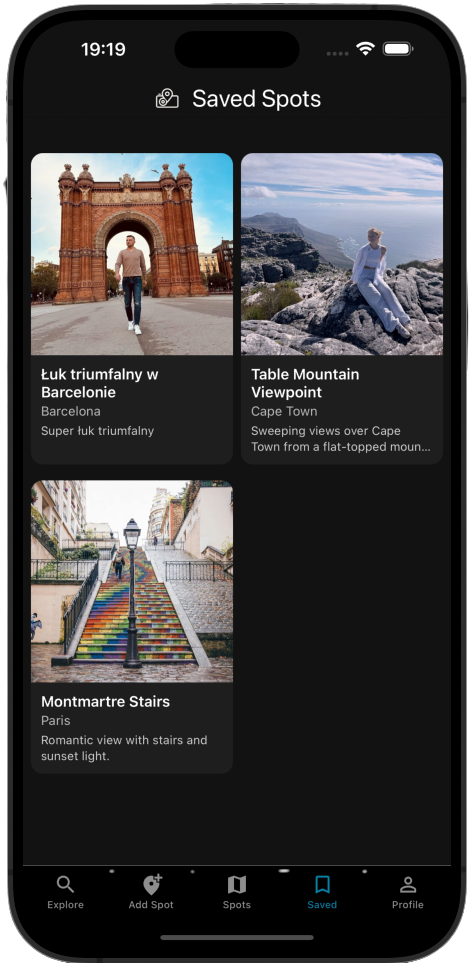 19:19
Saved Spots
Łuk triumfalny w
Barcelonie
Barcelona
Super łuk triumfalny
Table Mountain
Viewpoint
Cape Town
Sweeping views over Cape
Town from a flat-topped moun...
Montmartre Stairs
Paris
Romantic view with stairs and
sunset light.
Explore
Add Spot
Spots
Saved
Profile